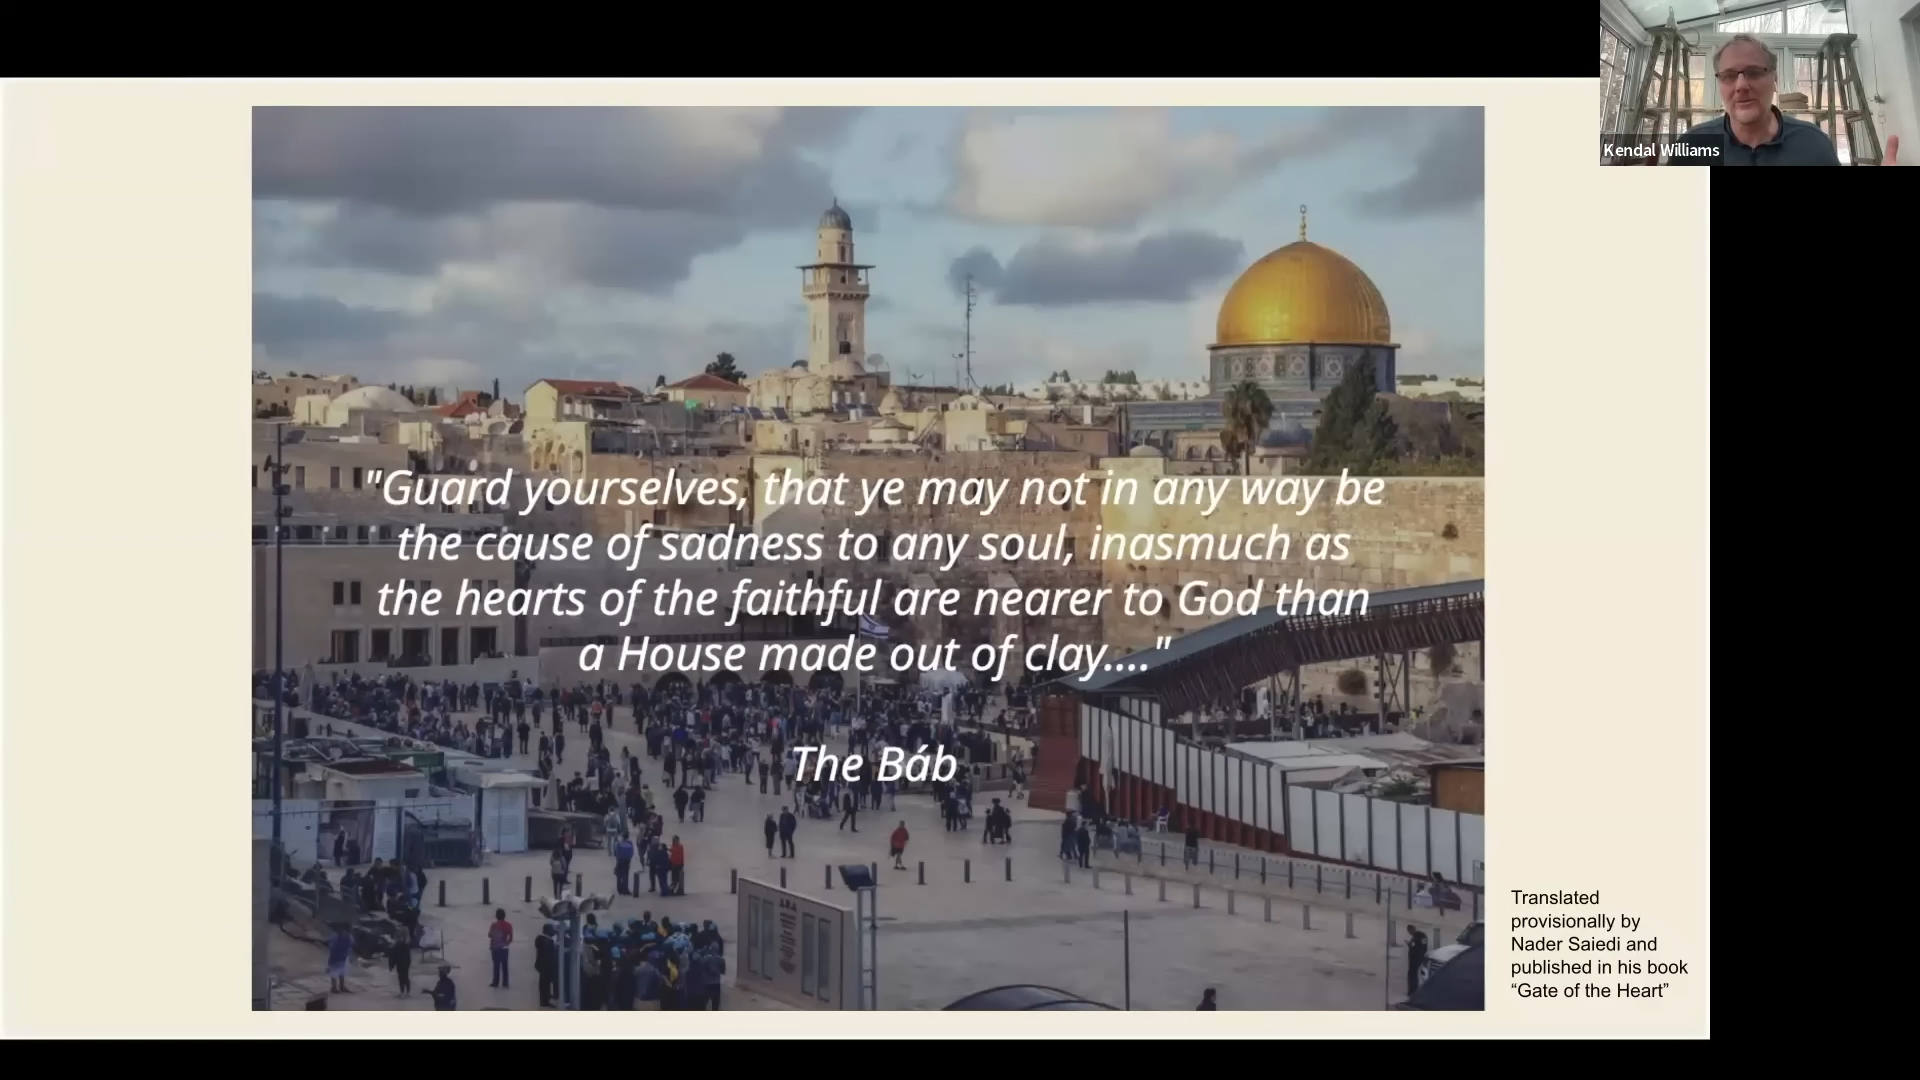 Kendal Williams
"Guard yourselves, that ye may not in any way be
the cause of sadness to any soul, inasmuch as
the hearts of the faithful are nearer to God than
a House made out of clay...."
The Báb
Translated
provisionally by
Nader Saiedi and
published in his book
“Gate of the Heart”